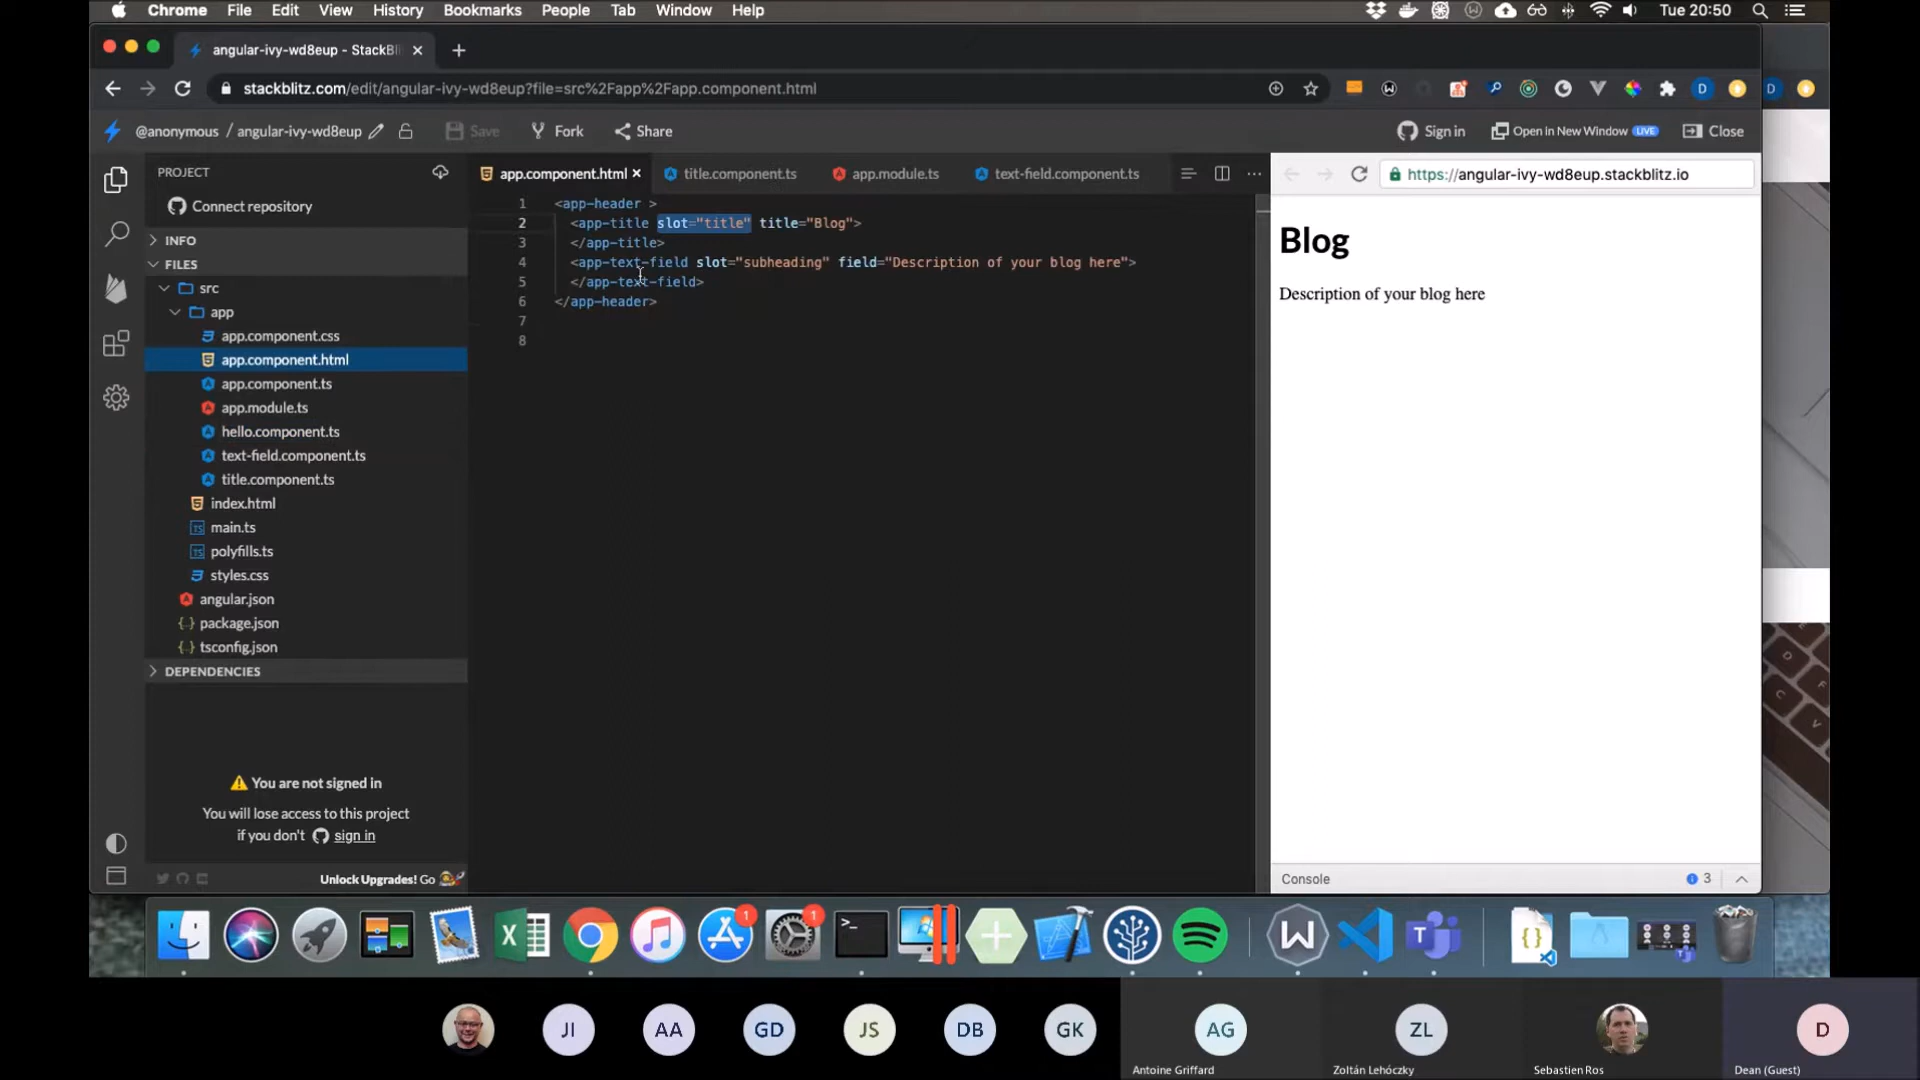 Chrome File Edit View History Bookmarks People Tab Window Help Tue 20:50
angular-ivy-wd8eup - StackBli
stackblitz.com/edit/angular-ivy-wd8eup?file=src%2Fapp%2Fapp.component.html
@anonymous / angular-ivy-wd8eup Save Fork Share Sign in Open in New Window LIVE Close
PROJECT
Connect repository
INFO
FILES
src
app
app.component.css
app.component.html
app.component.ts
app.module.ts
hello.component.ts
text-field.component.ts
title.component.ts
index.html
main.ts
polyfills.ts
styles.css
angular.json
package.json
tsconfig.json
DEPENDENCIES
You are not signed in
You will lose access to this project
if you don't sign in
Unlock Upgrades! Go
app.component.html title.component.ts app.module.ts text-field.component.ts
1 <app-header >
2 <app-title slot="title" title="Blog">
3 </app-title>
4 <app-text-field slot="subheading" field="Description of your blog here">
5 </app-text-field>
6 </app-header>
7
8
https://angular-ivy-wd8eup.stackblitz.io
Blog
Description of your blog here
Console 3
1
1
JI AA GD JS DB GK AG ZL D
Antoine Griffard Zoltán Lehóczky Sebastien Ros Dean (Guest)